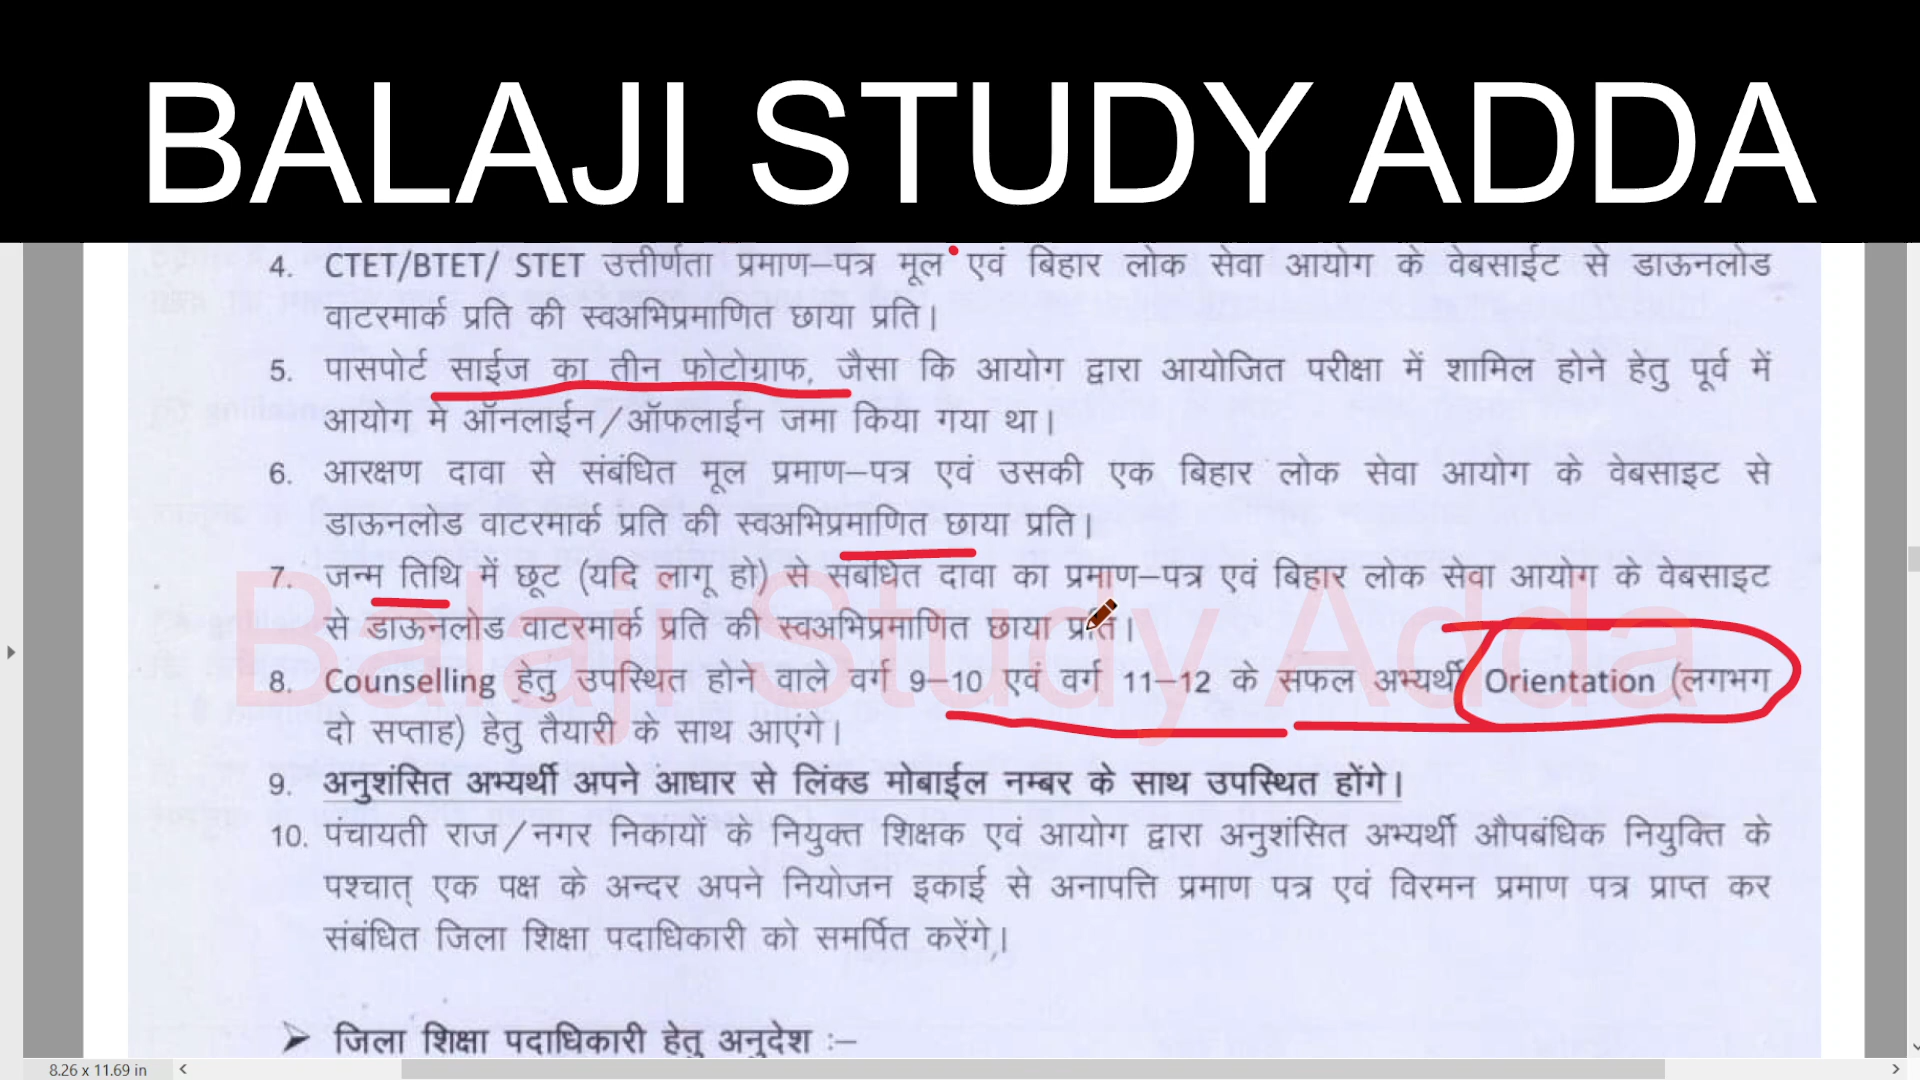 BALAJI STUDY ADDA
4. CTET/BTET/ STET उत्तीर्णता प्रमाण–पत्र मूल एवं बिहार लोक सेवा आयोग के वेबसाईट से डाऊनलोड
वाटरमार्क प्रति की स्वअभिप्रमाणित छाया प्रति।
5. पासपोर्ट साईज का तीन फोटोग्राफ, जैसा कि आयोग द्वारा आयोजित परीक्षा में शामिल होने हेतु पूर्व में
आयोग मे ऑनलाईन/ऑफलाईन जमा किया गया था।
6. आरक्षण दावा से संबंधित मूल प्रमाण–पत्र एवं उसकी एक बिहार लोक सेवा आयोग के वेबसाइट से
डाऊनलोड वाटरमार्क प्रति की स्वअभिप्रमाणित छाया प्रति।
7. जन्म तिथि में छूट (यदि लागू हो) से संबंधित दावा का प्रमाण–पत्र एवं बिहार लोक सेवा आयोग के वेबसाइट
से डाऊनलोड वाटरमार्क प्रति की स्वअभिप्रमाणित छाया प्रति।
Balaji Study Adda
8. Counselling हेतु उपस्थित होने वाले वर्ग 9–10 एवं वर्ग 11–12 के सफल अभ्यर्थी Orientation (लगभग
दो सप्ताह) हेतु तैयारी के साथ आएंगे।
9. अनुशंसित अभ्यर्थी अपने आधार से लिंक्ड मोबाईल नम्बर के साथ उपस्थित होंगे।
10. पंचायती राज/नगर निकायों के नियुक्त शिक्षक एवं आयोग द्वारा अनुशंसित अभ्यर्थी औपबंधिक नियुक्ति के
पश्चात् एक पक्ष के अन्दर अपने नियोजन इकाई से अनापत्ति प्रमाण पत्र एवं विरमन प्रमाण पत्र प्राप्त कर
संबंधित जिला शिक्षा पदाधिकारी को समर्पित करेंगे।
➢ जिला शिक्षा पदाधिकारी हेतु अनुदेश :–
8.26 x 11.69 in